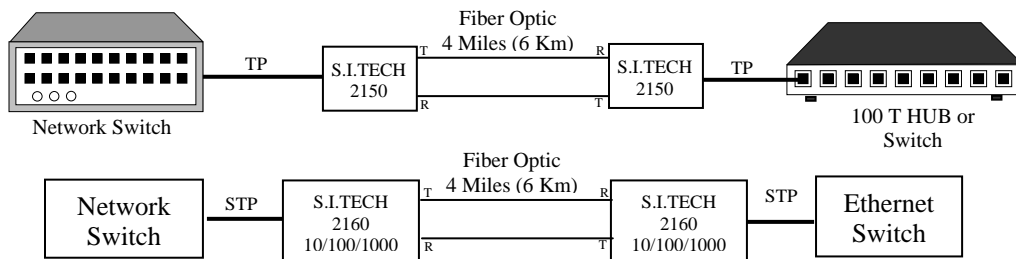 Fiber Optic
4 Miles (6 Km)
TP
S.I.TECH
2150
T
R
R
T
S.I.TECH
2150
TP
Network Switch
100 T HUB or
Switch
Fiber Optic
4 Miles (6 Km)
Network
Switch
STP
S.I.TECH
2160
10/100/1000
T
R
R
T
S.I.TECH
2160
10/100/1000
STP
Ethernet
Switch